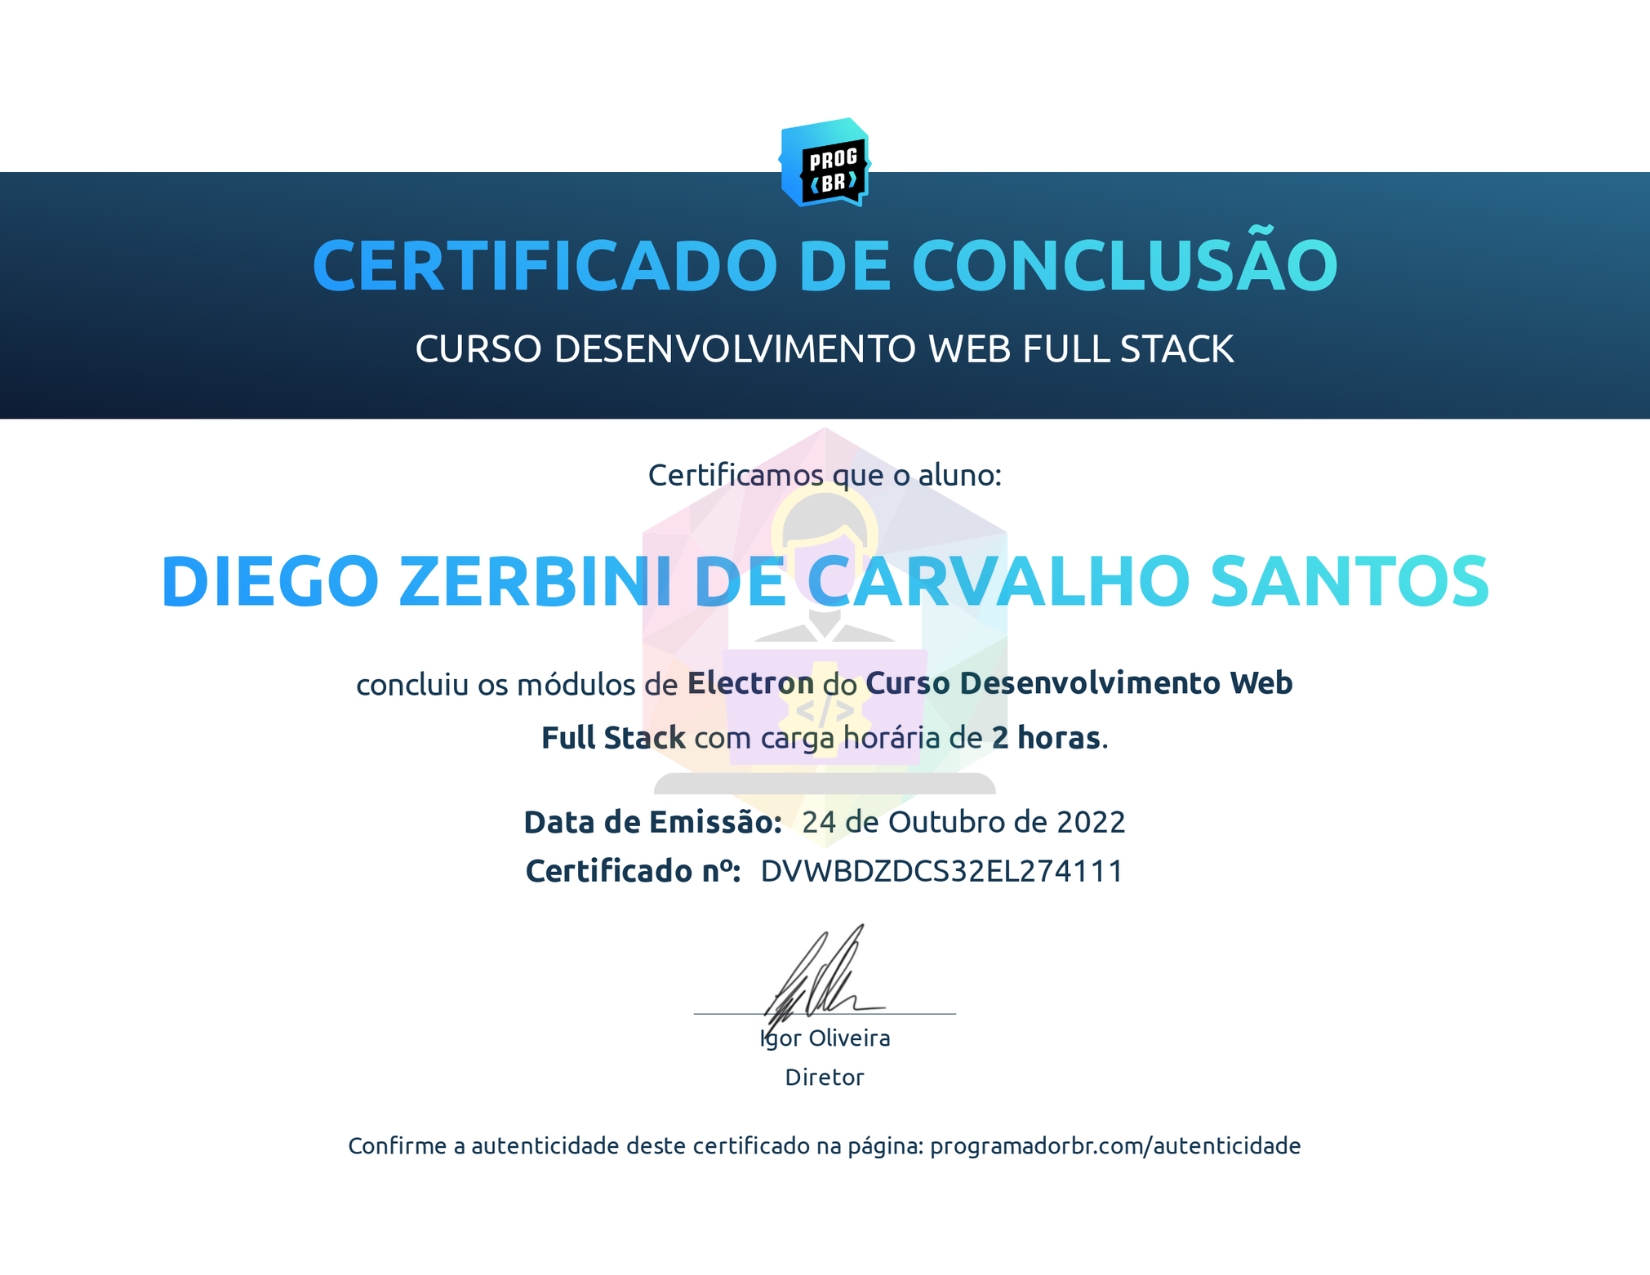 PROG
BR
CERTIFICADO DE CONCLUSÃO
CURSO DESENVOLVIMENTO WEB FULL STACK
Certificamos que o aluno:
DIEGO ZERBINI DE CARVALHO SANTOS
concluiu os módulos de Electron do Curso Desenvolvimento Web
Full Stack com carga horária de 2 horas.
</>
Data de Emissão: 24 de Outubro de 2022
Certificado nº: DVWBDZDCS32EL274111
Igor Oliveira
Diretor
Confirme a autenticidade deste certificado na página: programadorbr.com/autenticidade